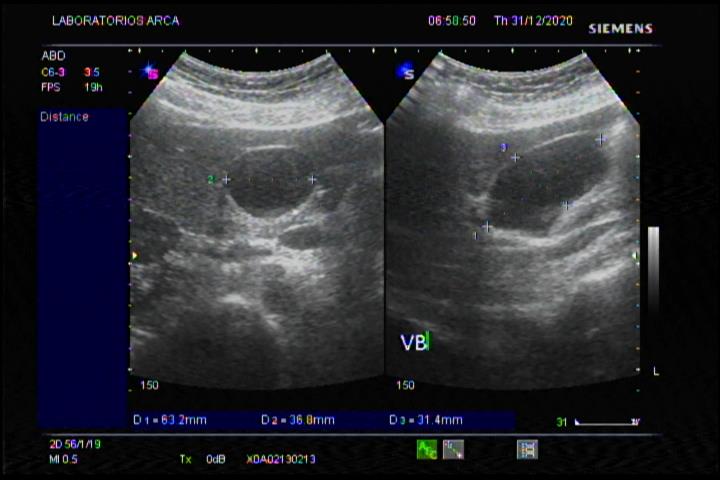 LABORATORIOS ARCA 06:58:50 Th 31/12/2020 SIEMENS
ABD
C6-3 3.5
FPS 19h
S S
Distance
3
2
1
VB
L
150 150
D1 = 63.2mm D2 = 36.8mm D3 = 31.4mm 31
2D 56/1/19
MI 0.5 Tx 0dB XDA02130213